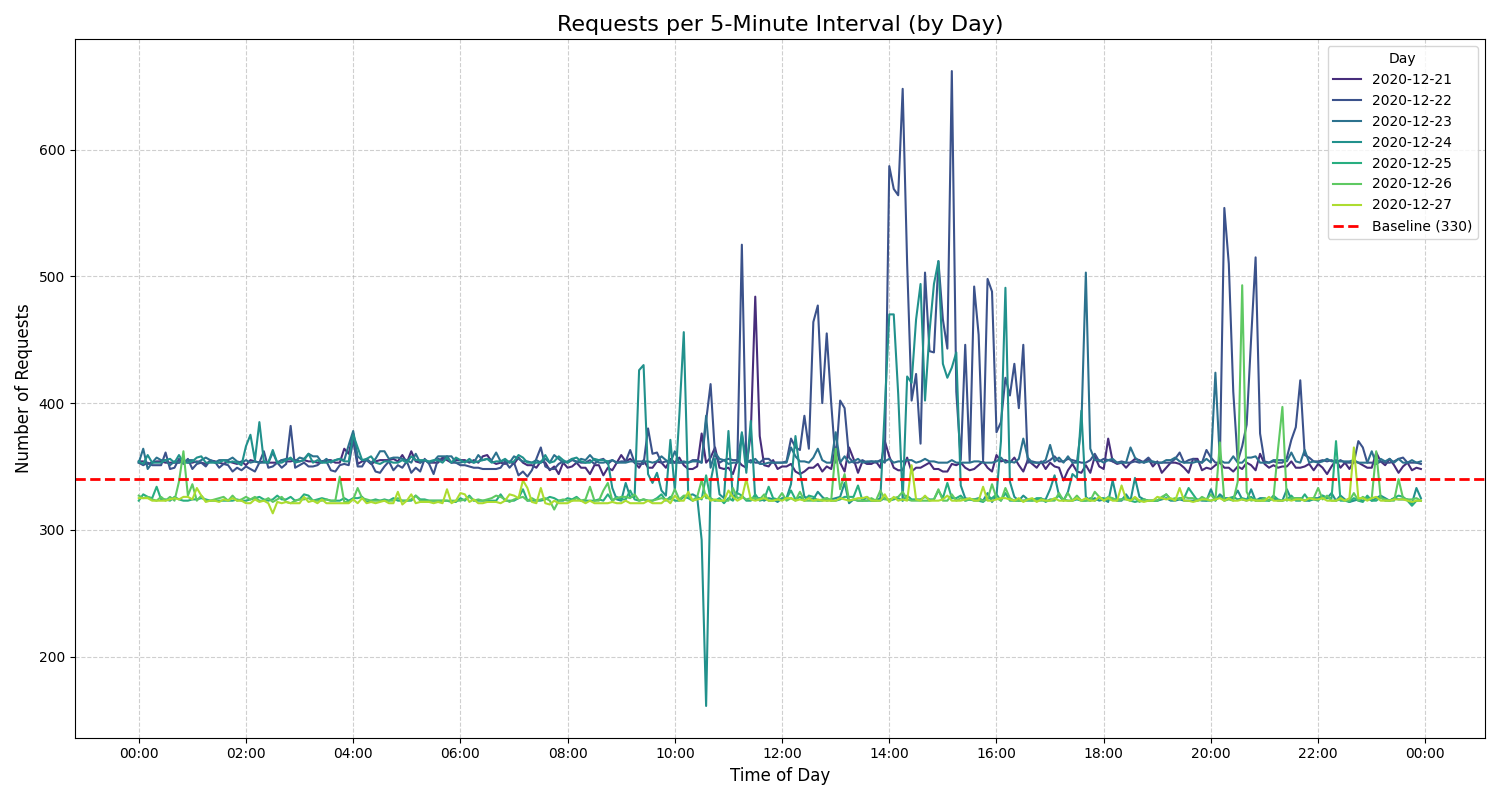 Requests per 5-Minute Interval (by Day)
Day
2020-12-21
2020-12-22
2020-12-23
2020-12-24
2020-12-25
2020-12-26
2020-12-27
Baseline (330)
Number of Requests
600
500
400
300
200
00:00 02:00 04:00 06:00 08:00 10:00 12:00 14:00 16:00 18:00 20:00 22:00 00:00
Time of Day